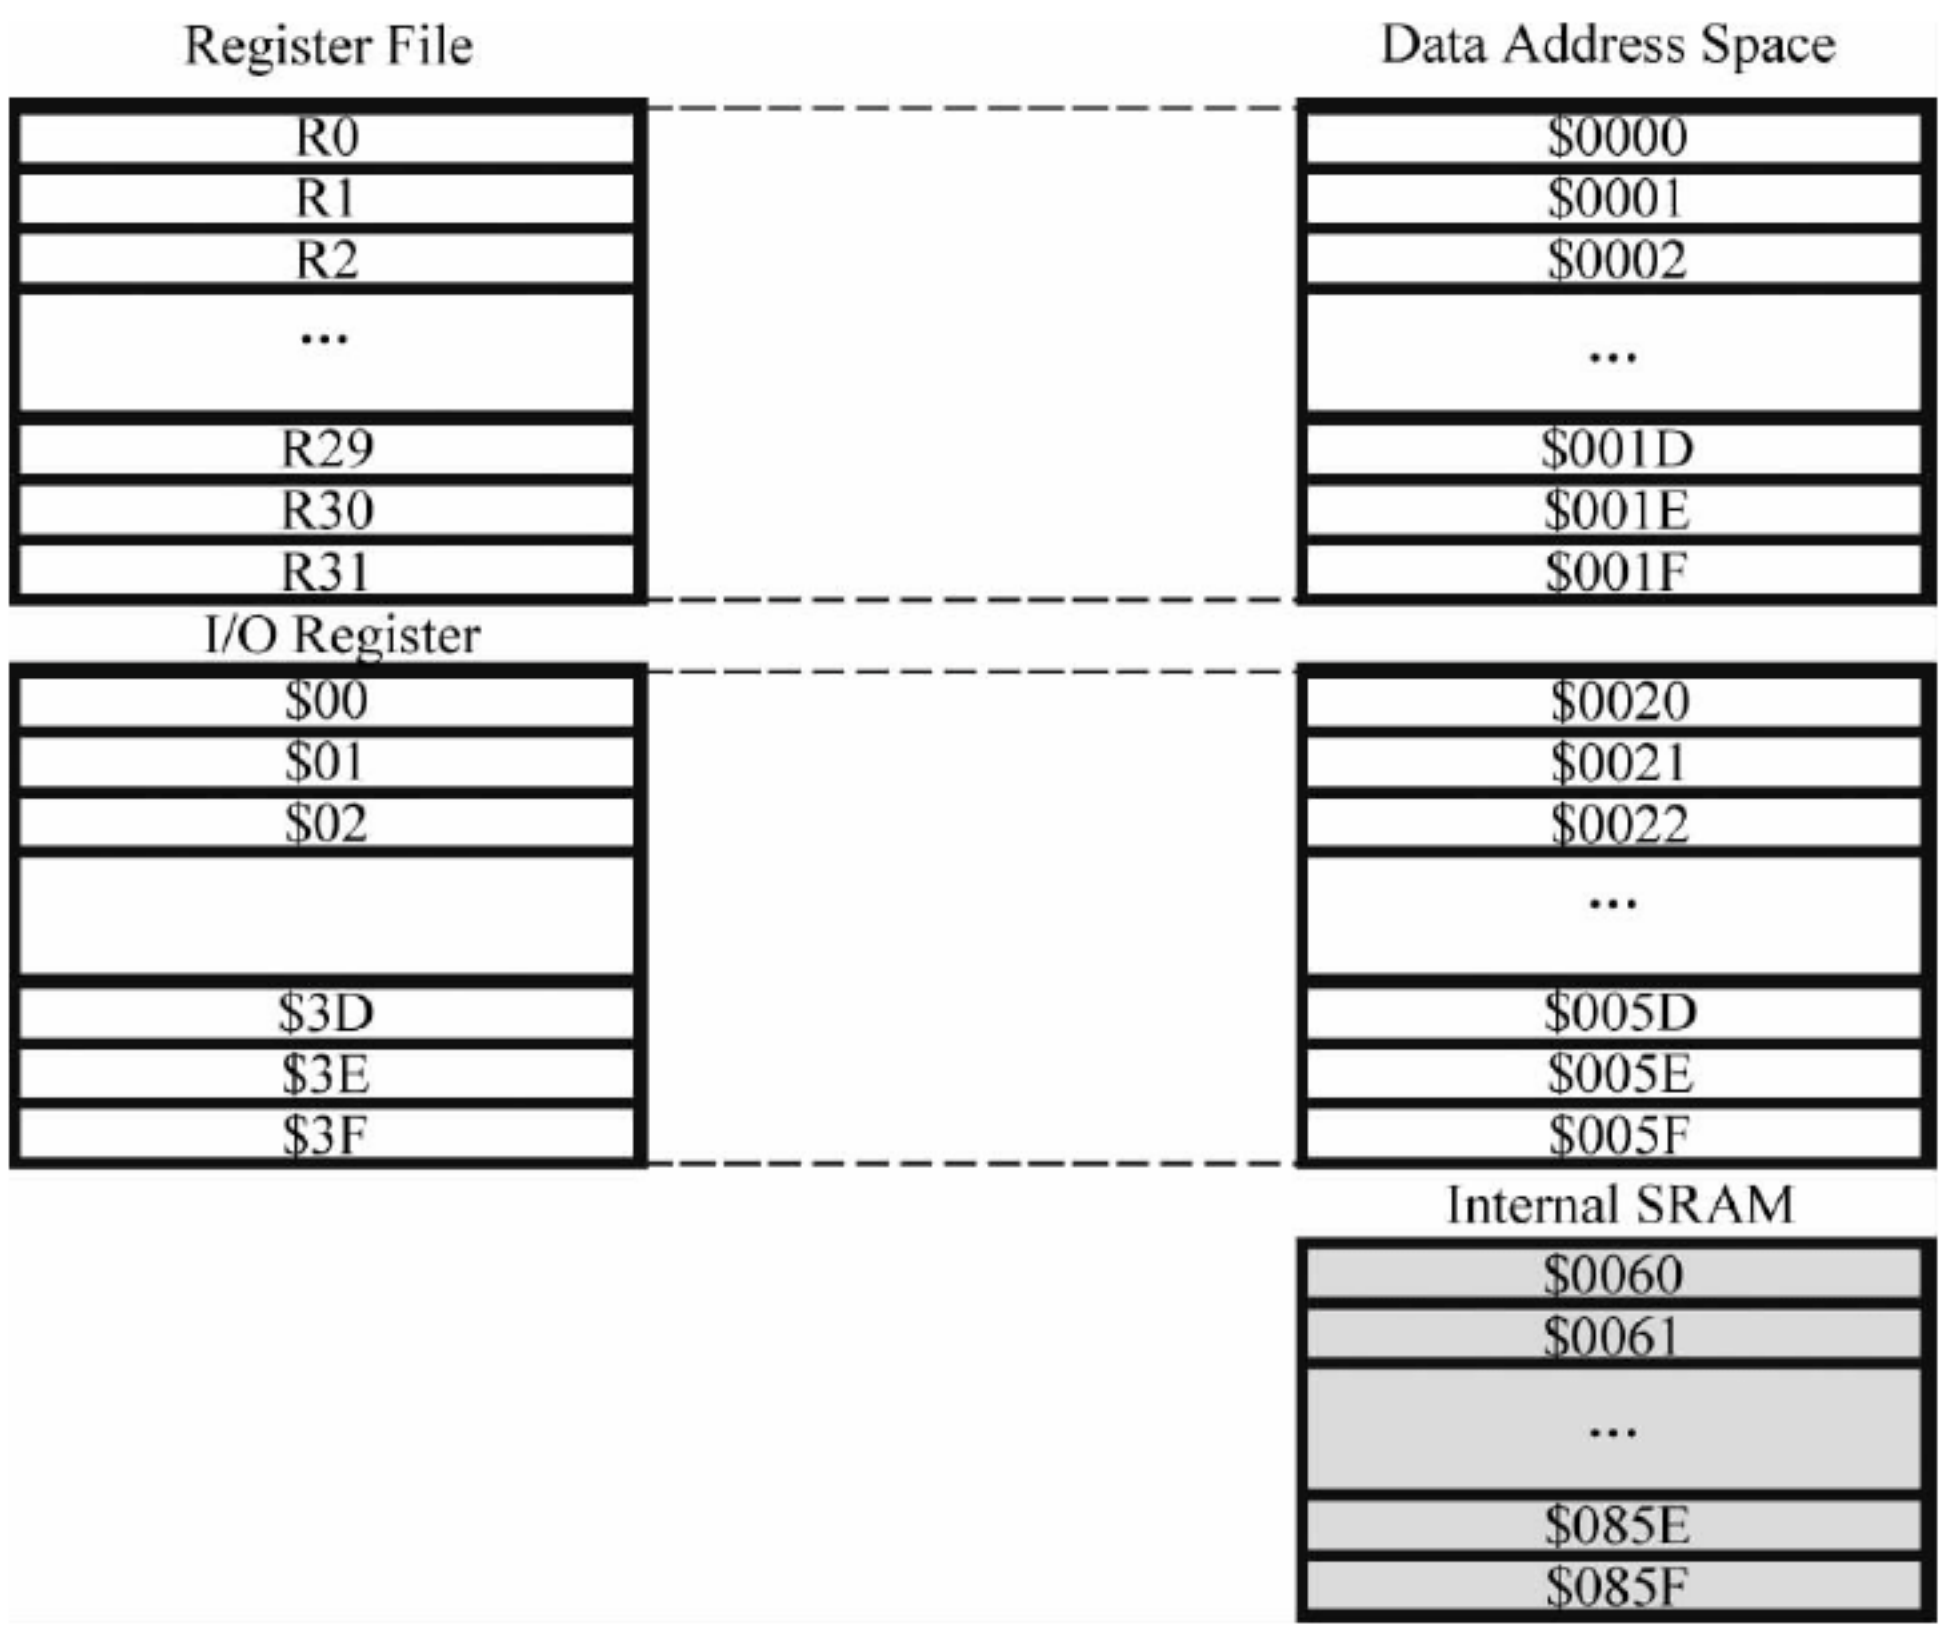 Register File
Data Address Space
R0
$0000
R1
$0001
R2
$0002
...
...
R29
$001D
R30
$001E
R31
$001F
I/O Register
$00
$0020
$01
$0021
$02
$0022
...
$3D
$005D
$3E
$005E
$3F
$005F
Internal SRAM
$0060
$0061
...
$085E
$085F